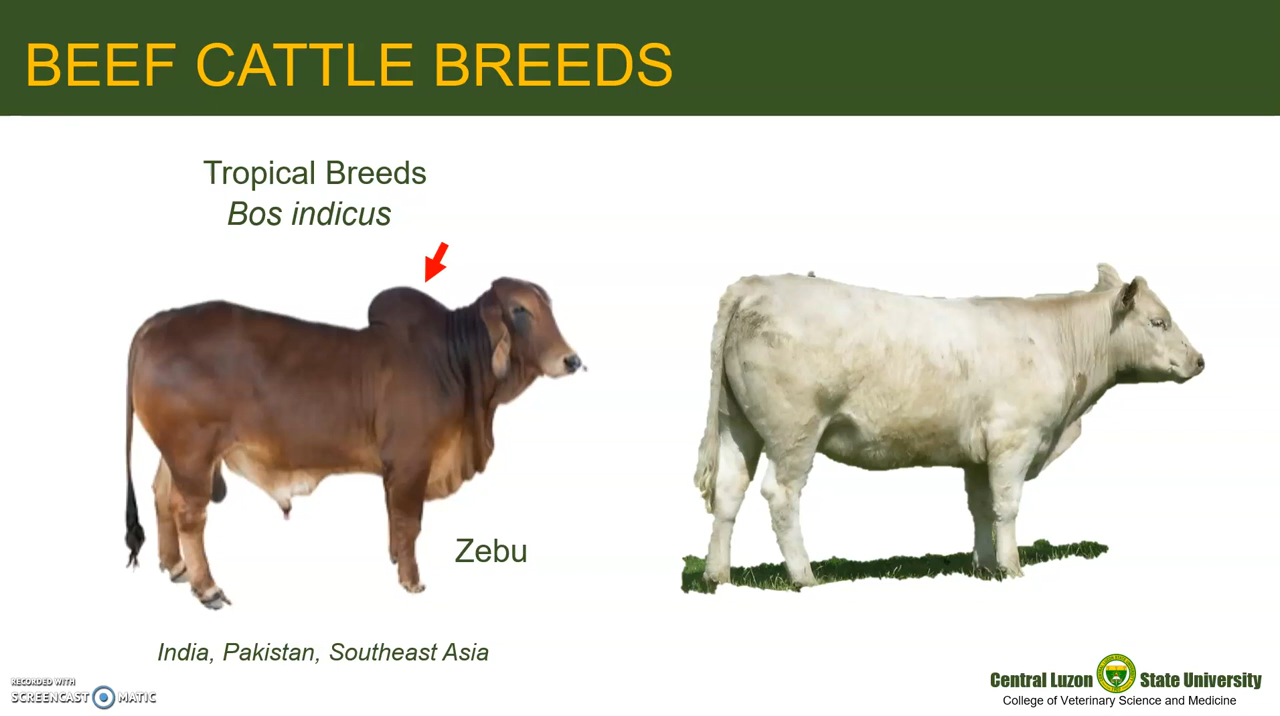 BEEF CATTLE BREEDS
Tropical Breeds
Bos indicus
Zebu
India, Pakistan, Southeast Asia
RECORDED WITH
SCREENCAST MATIC
Central Luzon State University
College of Veterinary Science and Medicine